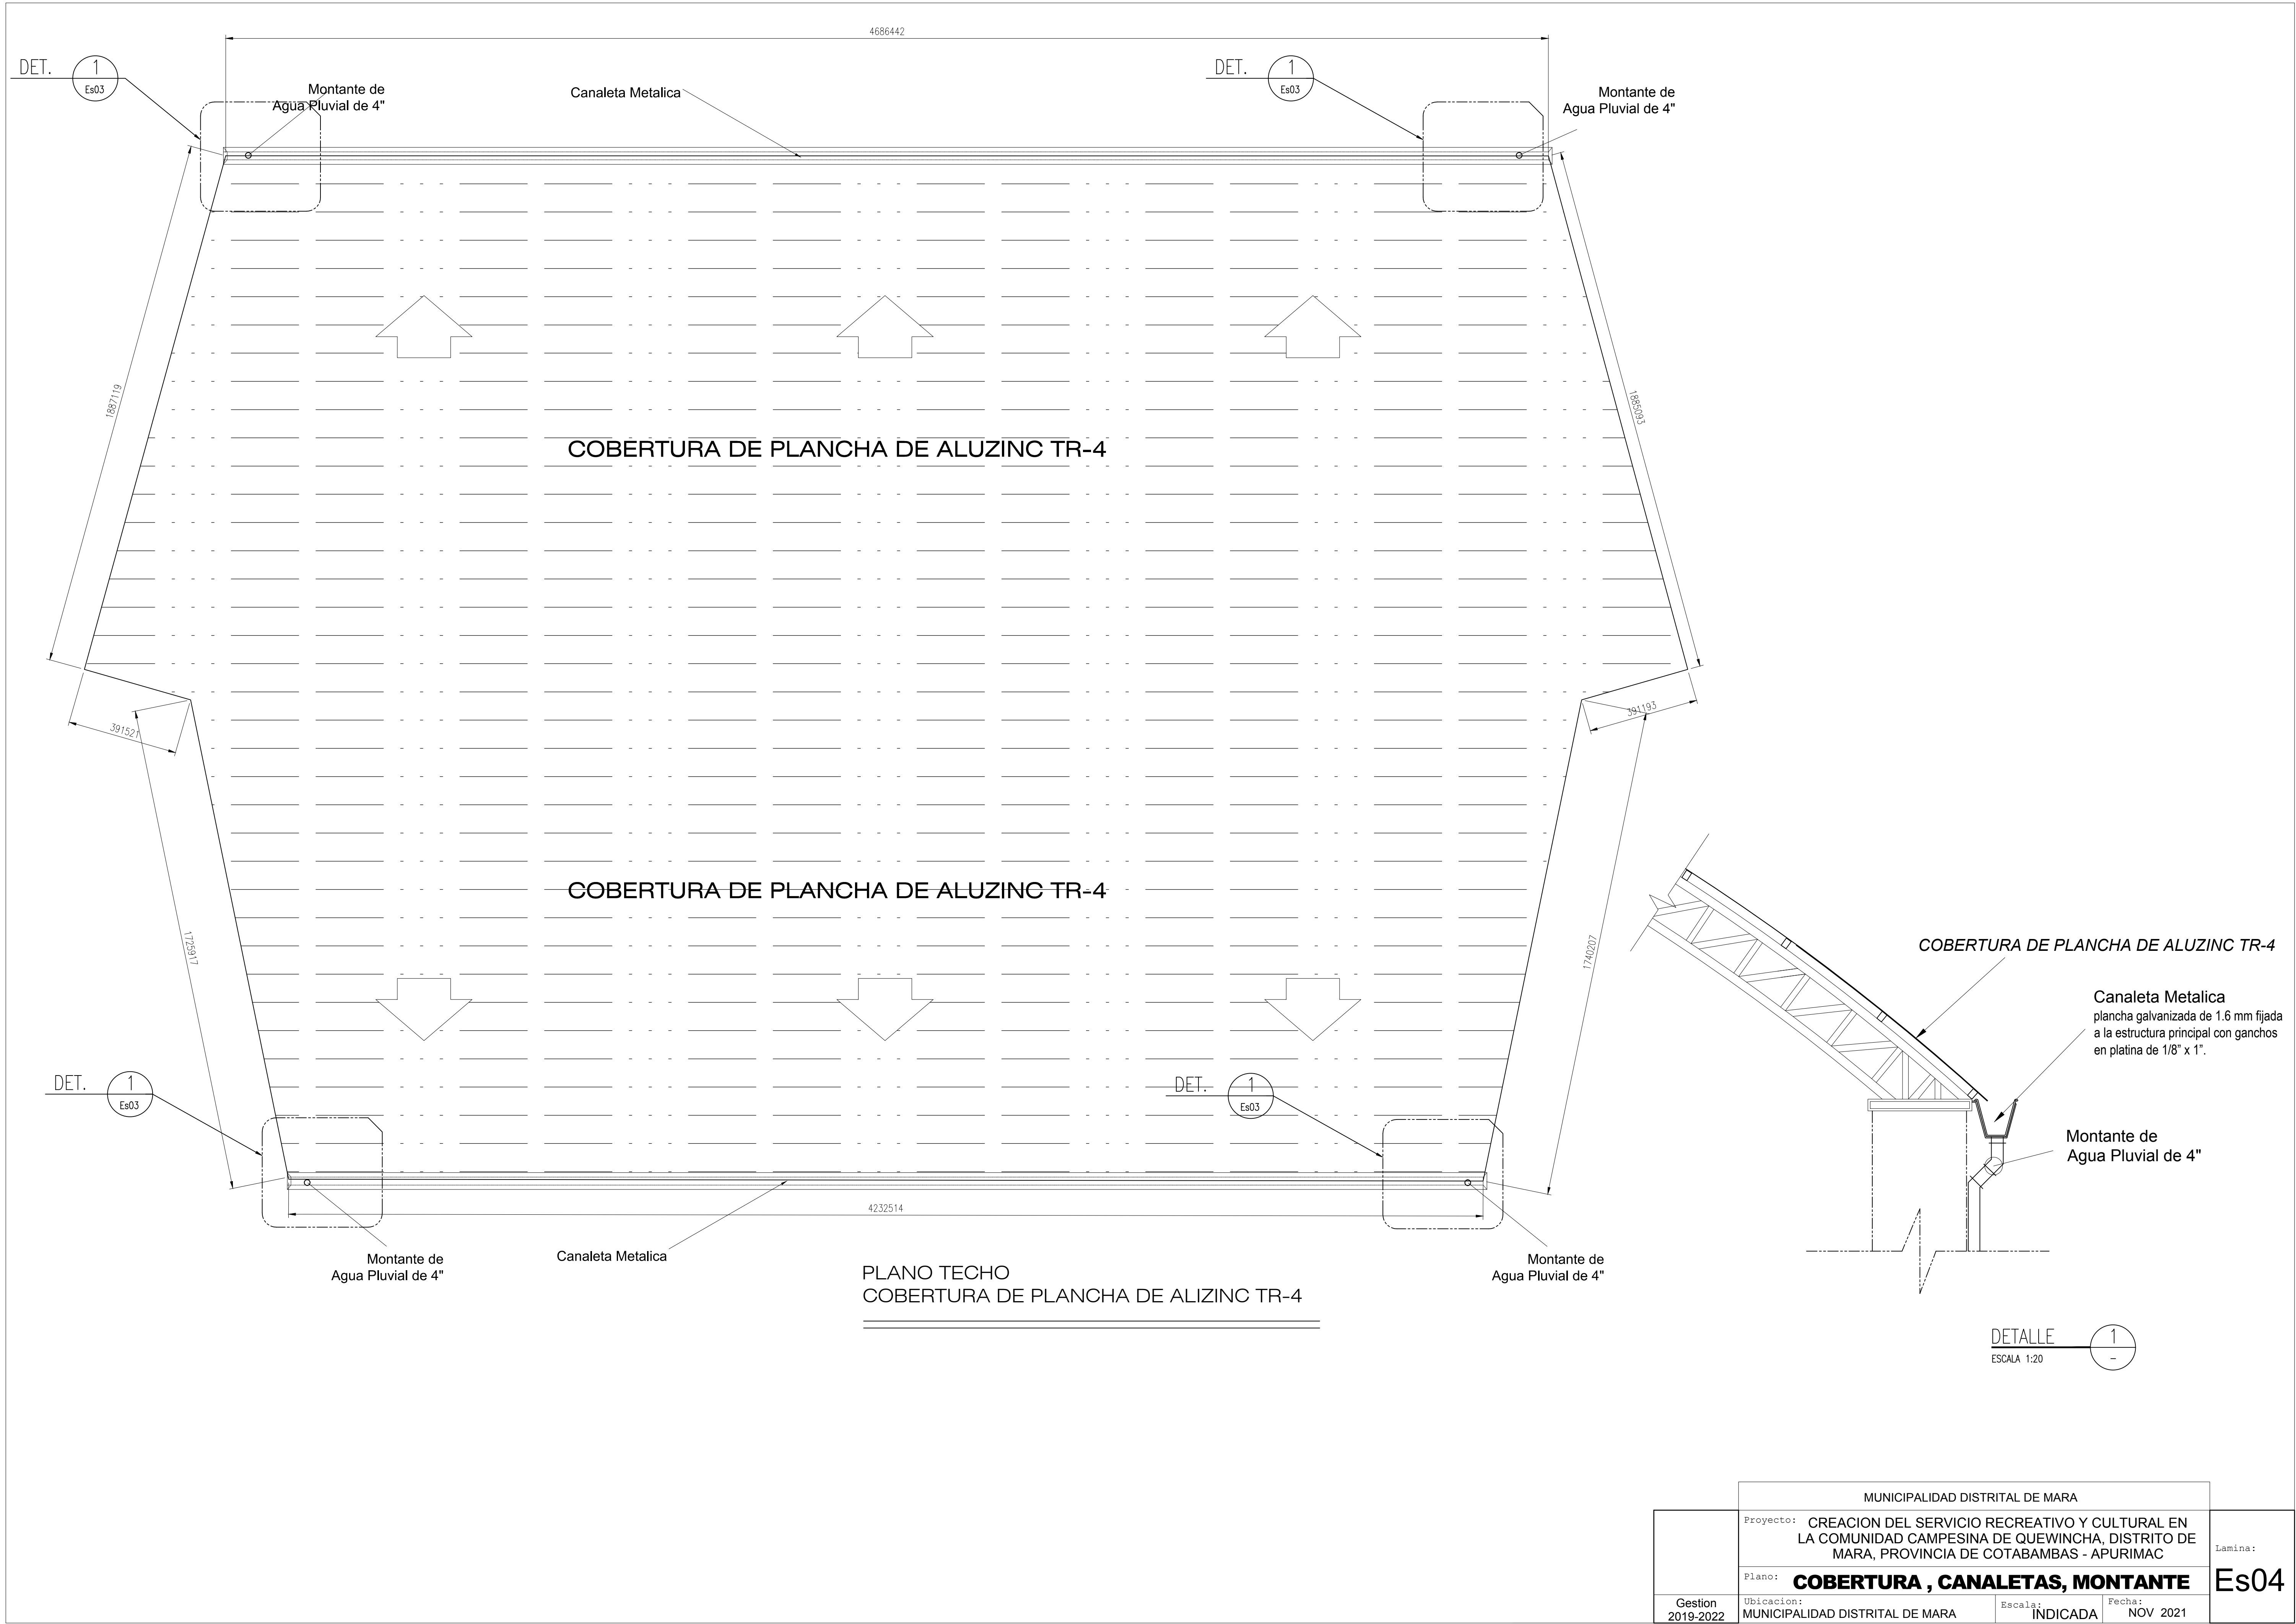 4686442
DET.
1
Es03
Montante de
Agua Pluvial de 4"
Canaleta Metalica
DET.
1
Es03
Montante de
Agua Pluvial de 4"
1887119
1885093
COBERTURA DE PLANCHA DE ALUZINC TR-4
391521
391193
COBERTURA DE PLANCHA DE ALUZINC TR-4
1725917
1740207
DET.
1
Es03
DET.
1
Es03
4232514
Montante de
Agua Pluvial de 4"
Canaleta Metalica
Montante de
Agua Pluvial de 4"
PLANO TECHO
COBERTURA DE PLANCHA DE ALIZINC TR-4
COBERTURA DE PLANCHA DE ALUZINC TR-4
Canaleta Metalica
plancha galvanizada de 1.6 mm fijada
a la estructura principal con ganchos
en platina de 1/8” x 1”.
Montante de
Agua Pluvial de 4"
DETALLE
1
-
ESCALA 1:20
MUNICIPALIDAD DISTRITAL DE MARA
Proyecto: CREACION DEL SERVICIO RECREATIVO Y CULTURAL EN
LA COMUNIDAD CAMPESINA DE QUEWINCHA, DISTRITO DE
MARA, PROVINCIA DE COTABAMBAS - APURIMAC
Plano: COBERTURA , CANALETAS, MONTANTE
Lamina:
Es04
Gestion
2019-2022
Ubicacion:
MUNICIPALIDAD DISTRITAL DE MARA
Escala:
INDICADA
Fecha:
NOV 2021